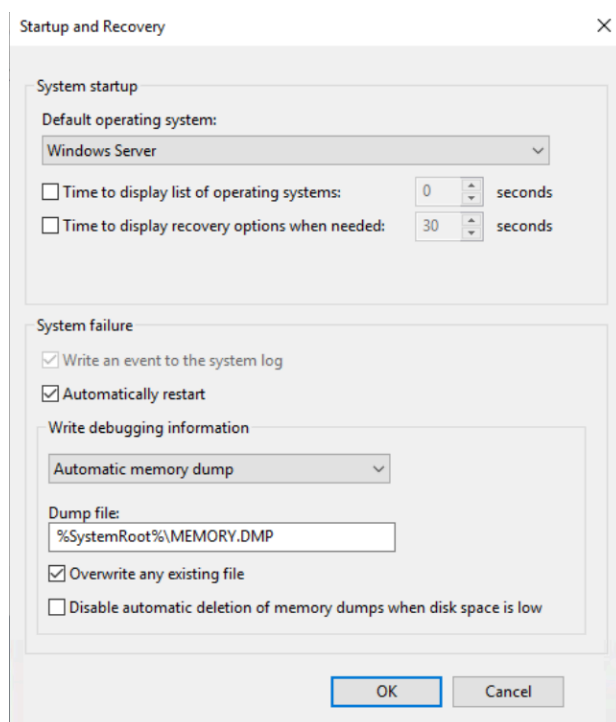 Startup and Recovery
System startup
Default operating system:
Windows Server
Time to display list of operating systems: 0 seconds
Time to display recovery options when needed: 30 seconds
System failure
Write an event to the system log
Automatically restart
Write debugging information
Automatic memory dump
Dump file:
%SystemRoot%\MEMORY.DMP
Overwrite any existing file
Disable automatic deletion of memory dumps when disk space is low
OK Cancel